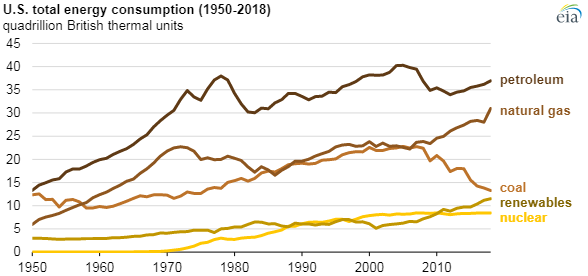 U.S. total energy consumption (1950-2018)
quadrillion British thermal units
eia
45
40
35
30
25
20
15
10
5
0
petroleum
natural gas
coal
renewables
nuclear
1950 1960 1970 1980 1990 2000 2010